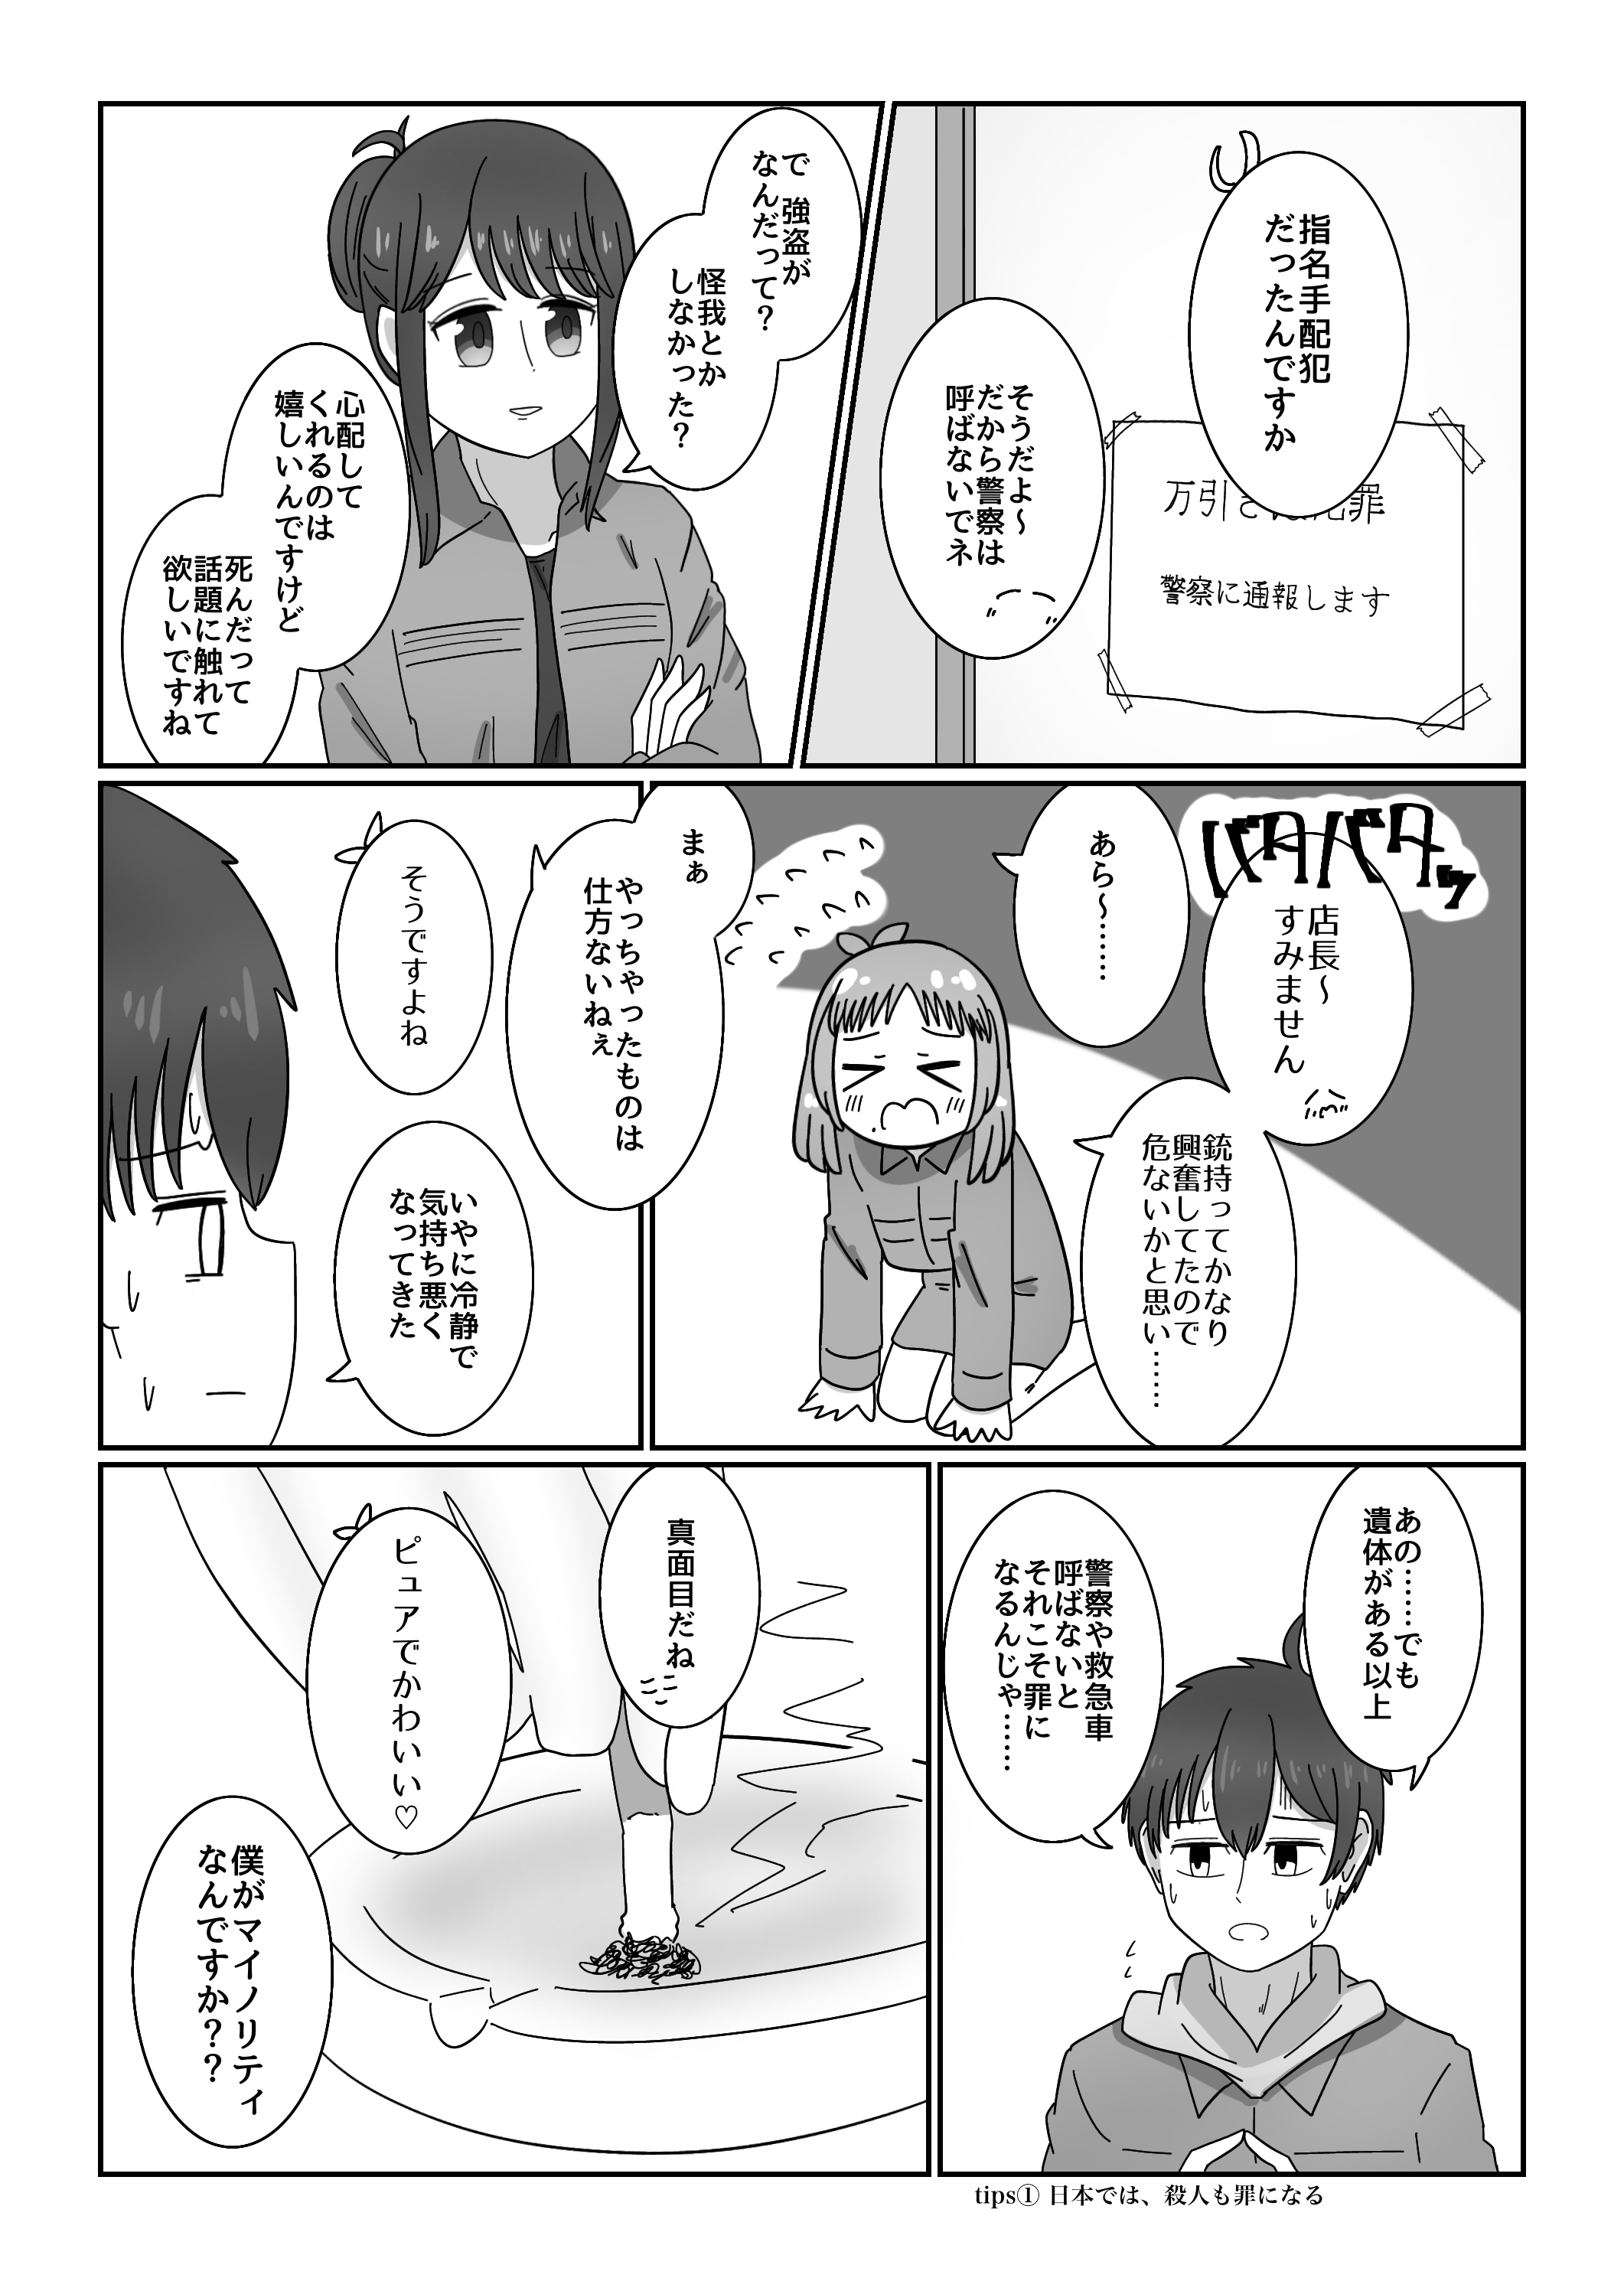 指名手配犯
だったんですか
そうだよ～
だから警察は
呼ばないでネ
警察に通報します
で 強盗が
なんだって？
怪我とか
しなかった？
心配して
くれるのは
嬉しいんですけど
死んだって
話題に触れて
欲しいですね
バタバタッ
店長～
すみません
銃持ってかなり
興奮してたので
危ないかと思い………
あら～……
まぁ
やっちゃったものは
仕方ないねぇ
そうですよね
いやに冷静で
気持ち悪く
なってきた
あの……でも
遺体がある以上
警察や救急車
呼ばないと
それこそ罪に
なるんじゃ……
真面目だね
ピュアでかわいい♡
僕がマイノリティ
なんですか？？
tips① 日本では、殺人も罪になる